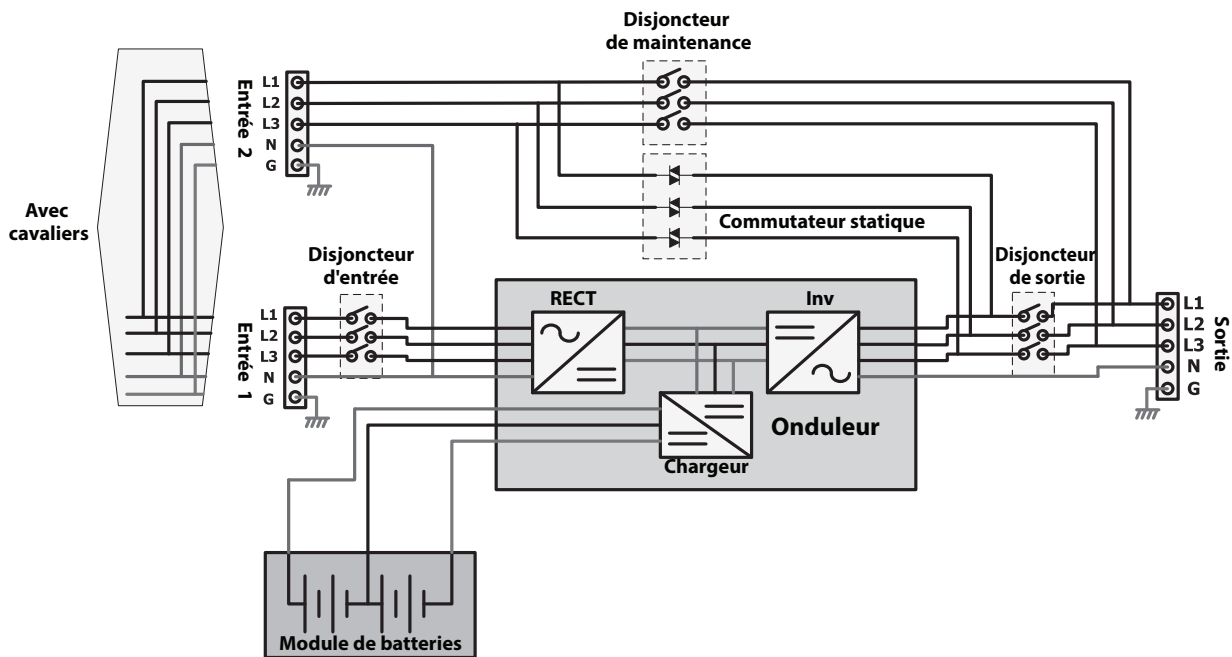 Disjoncteur
de maintenance
Entrée 2
L1
L2
L3
N
G
Avec
cavaliers
Commutateur statique
Disjoncteur
d'entrée
Disjoncteur
de sortie
RECT
Inv
Entrée 1
L1
L2
L3
N
G
L1
L2
L3
N
G
Sortie
Onduleur
Chargeur
Module de batteries